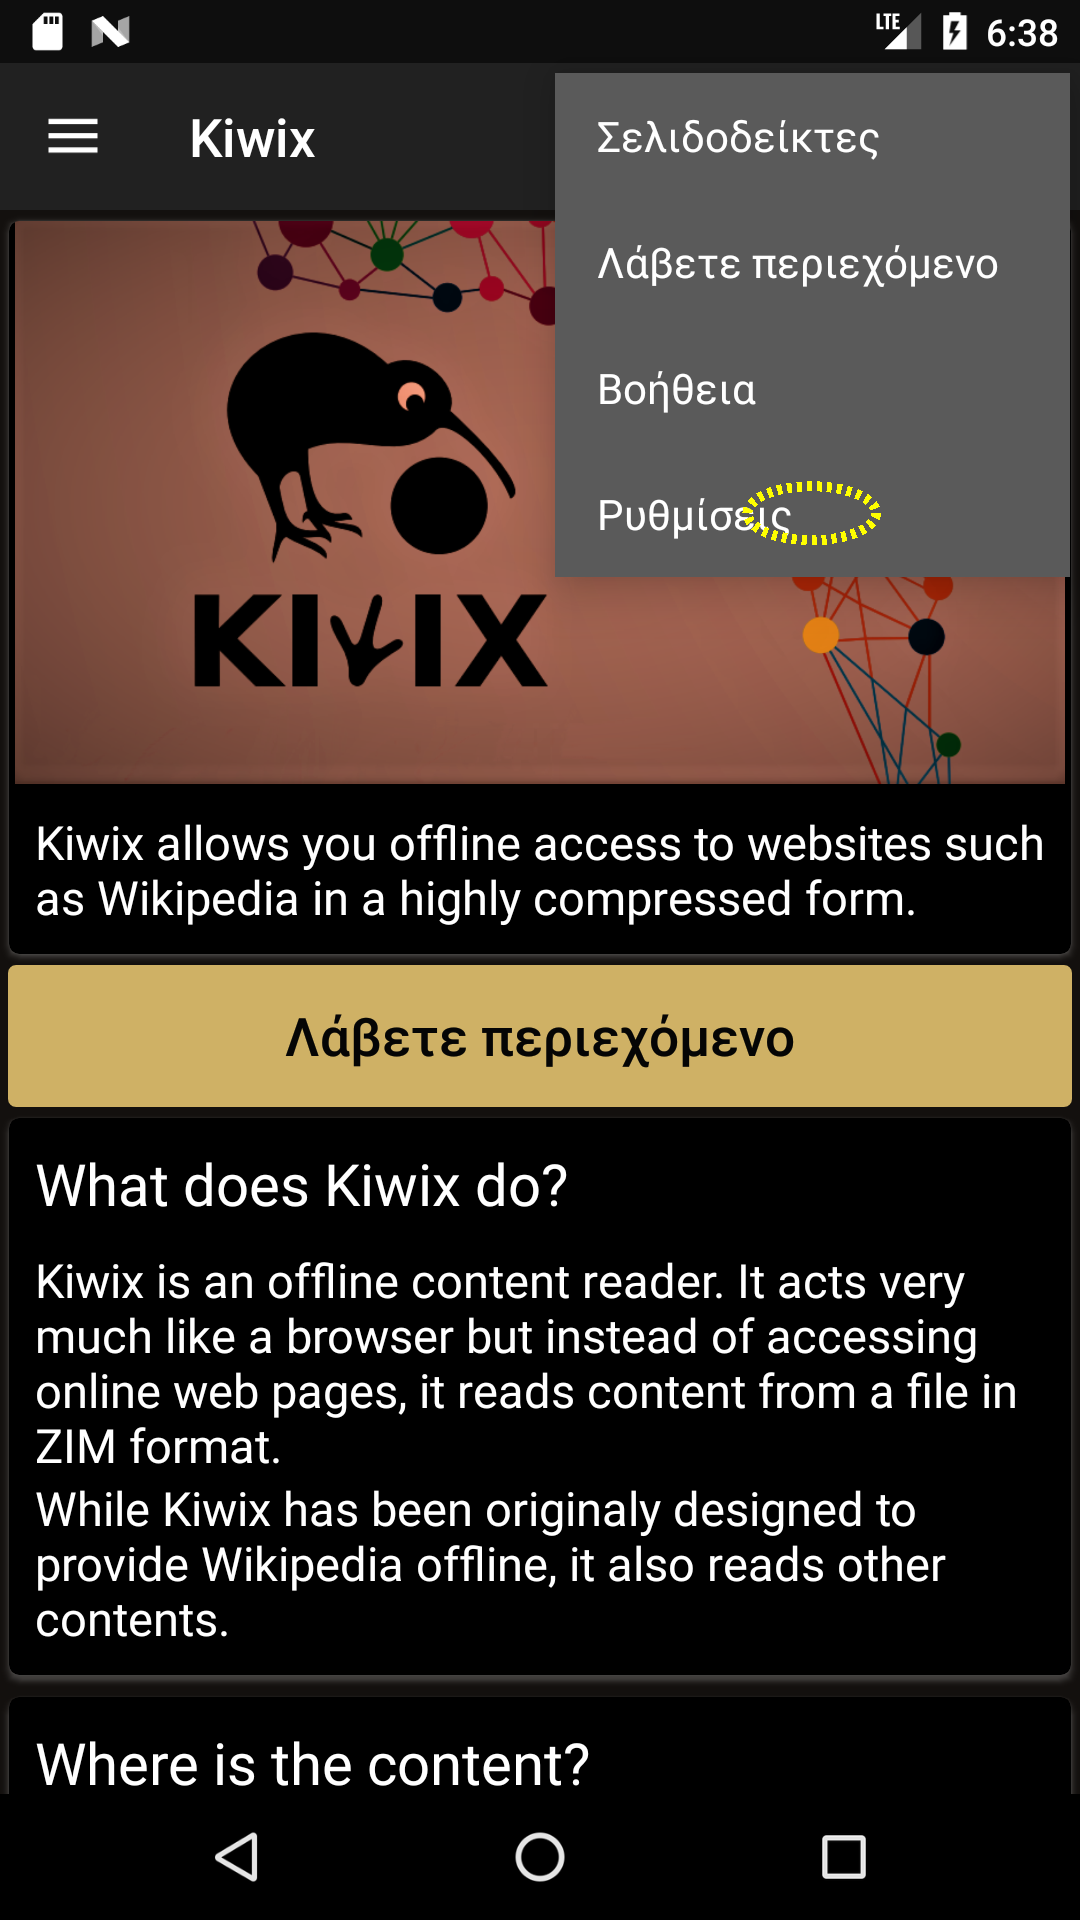 LTE 6:38
Kiwix
Σελιδοδείκτες
Λάβετε περιεχόμενο
Βοήθεια
Ρυθμίσεις
KIWIX
Kiwix allows you offline access to websites such
as Wikipedia in a highly compressed form.
Λάβετε περιεχόμενο
What does Kiwix do?
Kiwix is an offline content reader. It acts very
much like a browser but instead of accessing
online web pages, it reads content from a file in
ZIM format.
While Kiwix has been originaly designed to
provide Wikipedia offline, it also reads other
contents.
Where is the content?